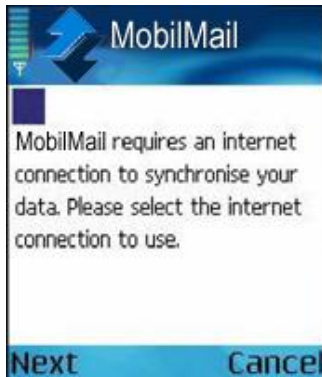 MobilMail
MobilMail requires an internet
connection to synchronise your
data. Please select the internet
connection to use.
Next Cancel